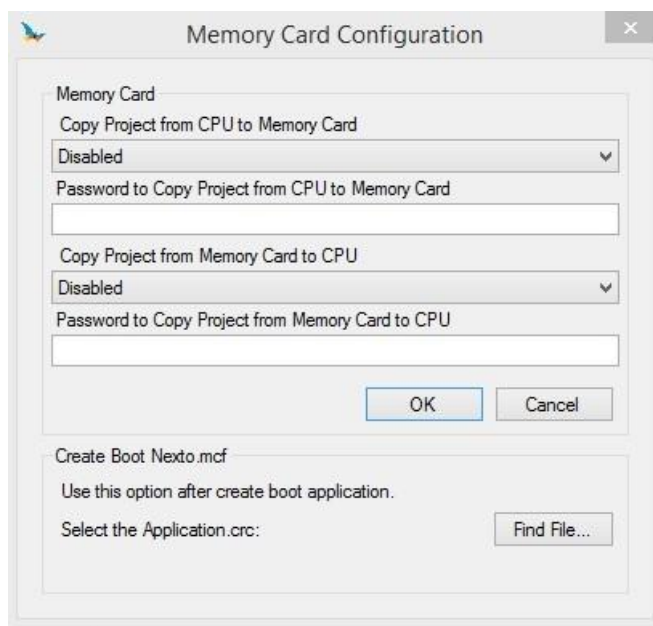 Memory Card Configuration
Memory Card
Copy Project from CPU to Memory Card
Disabled
Password to Copy Project from CPU to Memory Card
Copy Project from Memory Card to CPU
Disabled
Password to Copy Project from Memory Card to CPU
OK Cancel
Create Boot Nexto.mcf
Use this option after create boot application.
Select the Application.crc: Find File...